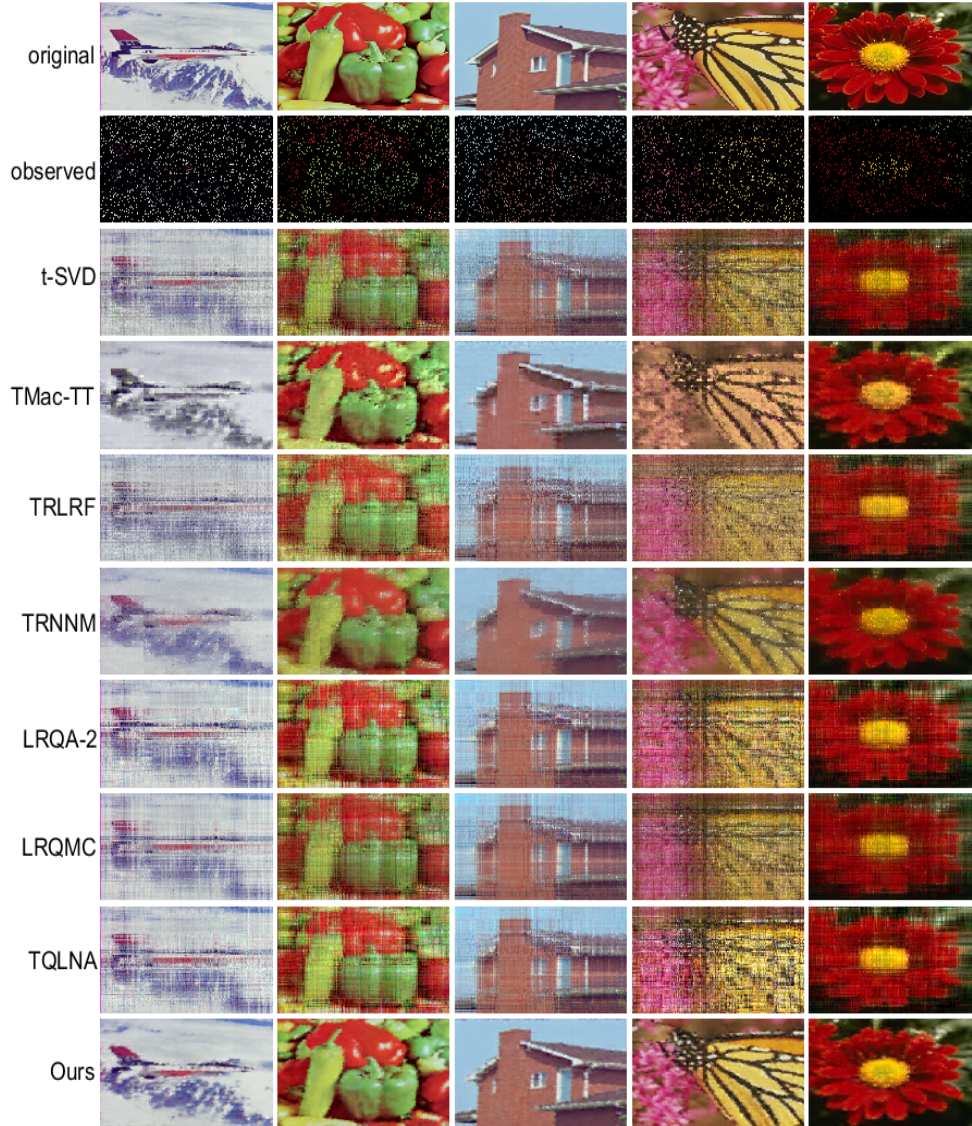 original
observed
t-SVD
TMac-TT
TRLRF
TRNNM
LRQA-2
LRQMC
TQLNA
Ours